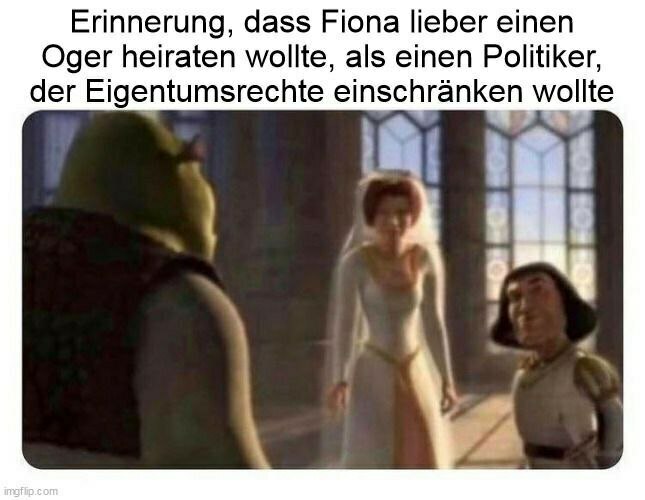 Erinnerung, dass Fiona lieber einen
Oger heiraten wollte, als einen Politiker,
der Eigentumsrechte einschränken wollte
imgflip.com